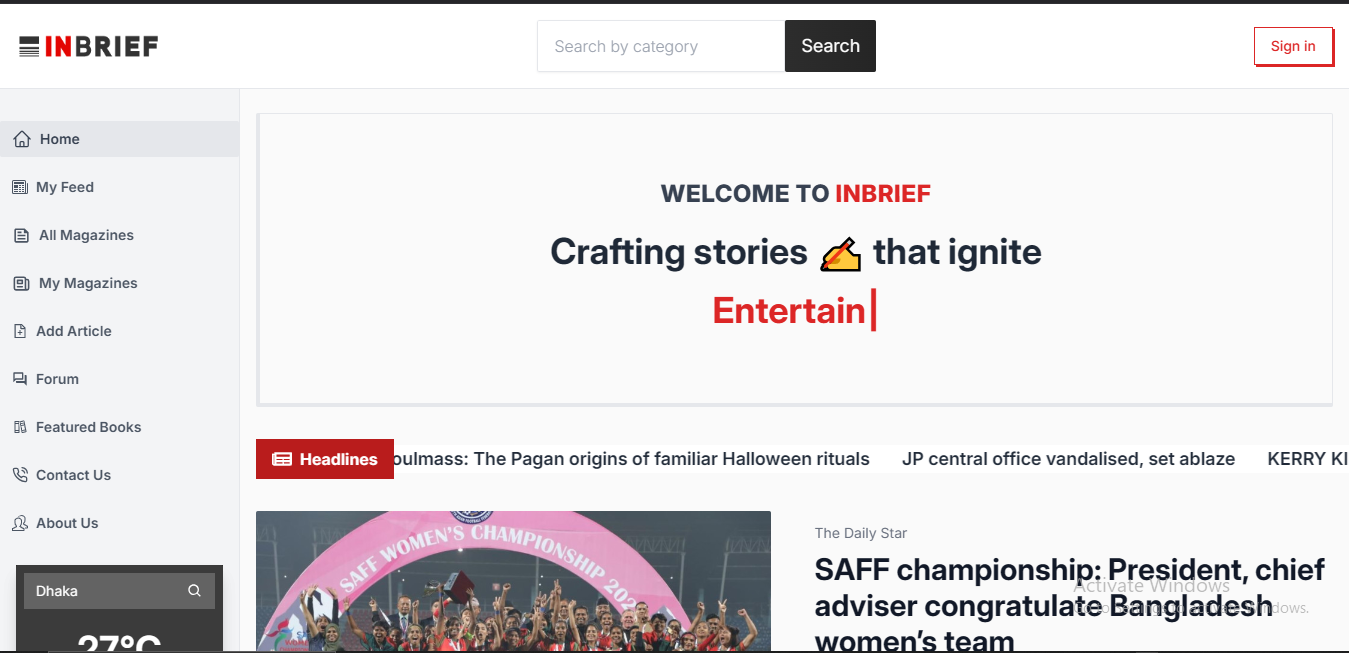 INBRIEF
Search by category
Search
Sign in
Home
My Feed
All Magazines
My Magazines
Add Article
Forum
Featured Books
Contact Us
About Us
Dhaka
27°C
WELCOME TO INBRIEF
Crafting stories ✍ that ignite
Entertain
Headlines
oulmass: The Pagan origins of familiar Halloween rituals JP central office vandalised, set ablaze KERRY KI
SAFF WOMEN'S CHAMPIONSHIP
The Daily Star
SAFF championship: President, chief
adviser congratulate Bangladesh
women's team
Activate Windows
Go to Settings to activate Windows.